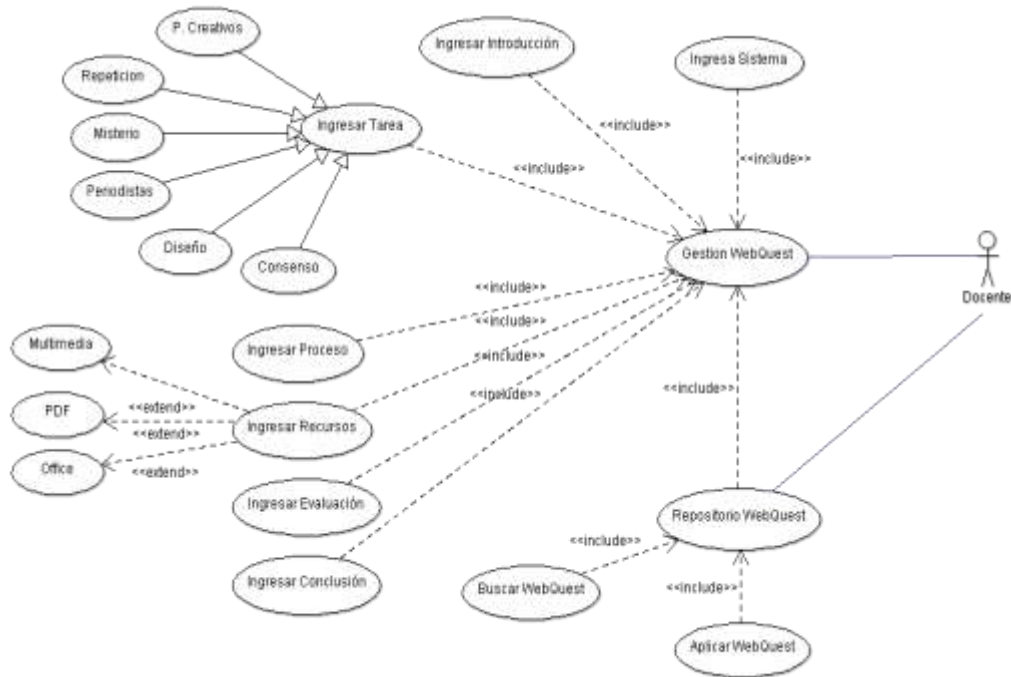 P. Creativos
Ingresar Introducción
Ingresa Sistema
Repeticion
Ingresar Tarea
Misterio
<<include>>
<<include>>
<<include>>
Periodistas
Diseño
Consenso
Gestion WebQuest
Docente
<<include>>
<<include>>
Multimedia
Ingresar Proceso
<<include>>
<<include>>
<<include>>
PDF
<<extend>>
<<extend>>
Ingresar Recursos
Office
<<extend>>
Ingresar Evaluación
Repositorio WebQuest
<<include>>
Ingresar Conclusión
Buscar WebQuest
<<include>>
Aplicar WebQuest